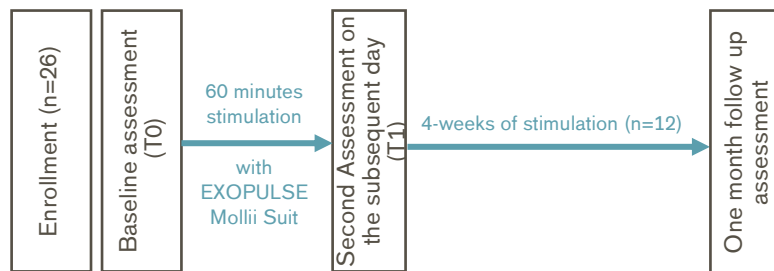 Enrollment (n=26)
Baseline assessment
(T0)
60 minutes
stimulation
with
EXOPULSE
Mollii Suit
Second Assessment on
the subsequent day
(T1)
4-weeks of stimulation (n=12)
One month follow up
assessment